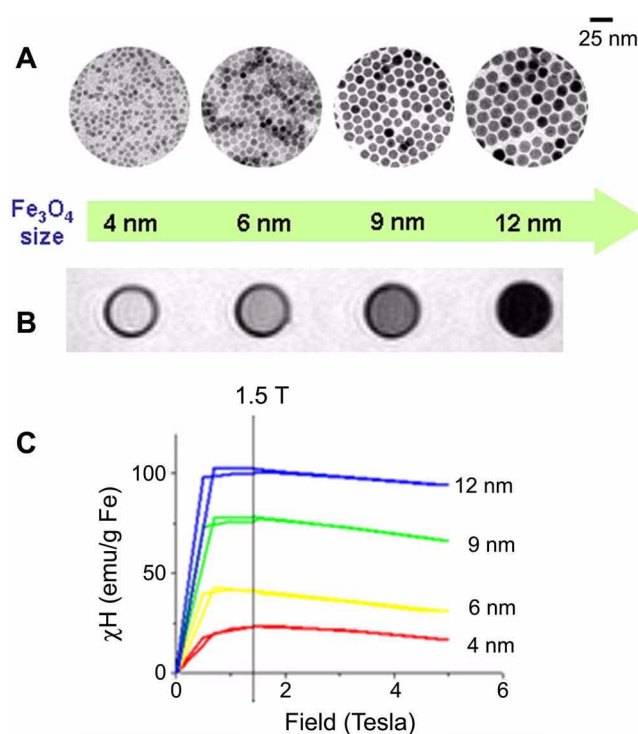 25 nm
A
Fe₃O₄
size
4 nm 6 nm 9 nm 12 nm
B
C
1.5 T
χH (emu/g Fe)
100
50
0
12 nm
9 nm
6 nm
4 nm
0 2 4 6
Field (Tesla)